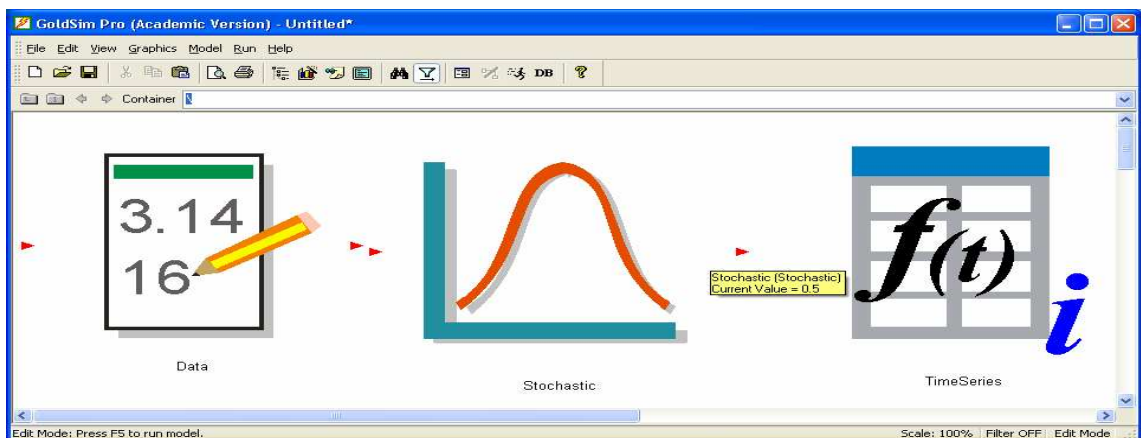 GoldSim Pro (Academic Version) - Untitled*
File Edit View Graphics Model Run Help
DB ?
Container \
3.14
16
f(t)
i
Stochastic (Stochastic)
Current Value = 0.5
Data
Stochastic
TimeSeries
Edit Mode: Press F5 to run model.
Scale: 100% Filter OFF Edit Mode